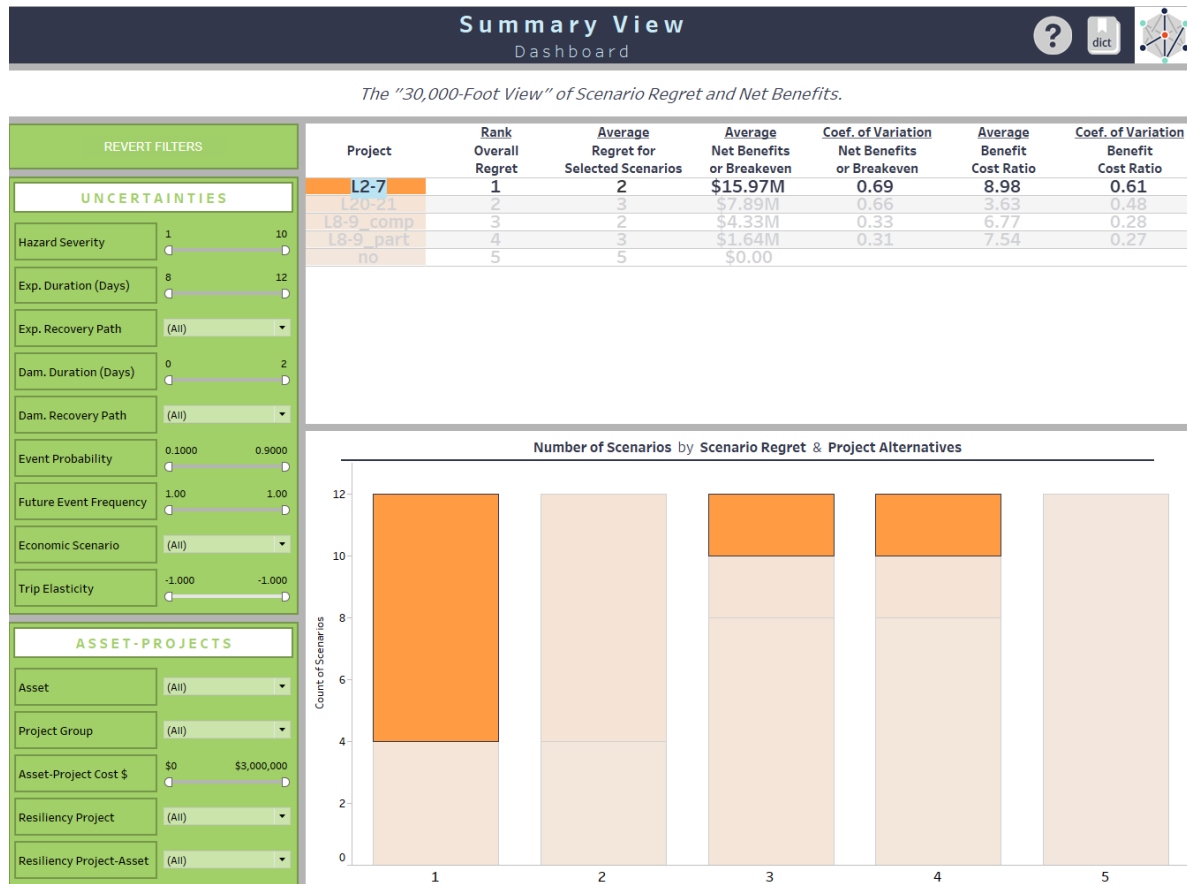 Summary View
Dashboard
?
dict
The "30,000-Foot View" of Scenario Regret and Net Benefits.
REVERT FILTERS
UNCERTAINTIES
Hazard Severity 1 10
Exp. Duration (Days) 8 12
Exp. Recovery Path (All)
Dam. Duration (Days) 0 2
Dam. Recovery Path (All)
Event Probability 0.1000 0.9000
Future Event Frequency 1.00 1.00
Economic Scenario (All)
Trip Elasticity -1.000 -1.000
ASSET-PROJECTS
Asset (All)
Project Group (All)
Asset-Project Cost $ $0 $3,000,000
Resiliency Project (All)
Resiliency Project-Asset (All)
Rank Average Average Coef. of Variation Average Coef. of Variation
Project Overall Regret for Net Benefits Net Benefits Benefit Benefit
Regret Selected Scenarios or Breakeven or Breakeven Cost Ratio Cost Ratio
L2-7 1 2 $15.97M 0.69 8.98 0.61
L20-21 2 3 $7.89M 0.66 3.63 0.48
L8-9_comp 3 2 $4.33M 0.33 6.77 0.28
L8-9_part 4 3 $1.64M 0.31 7.54 0.27
no 5 5 $0.00
Number of Scenarios by Scenario Regret & Project Alternatives
Count of Scenarios
12
10
8
6
4
2
0
1 2 3 4 5